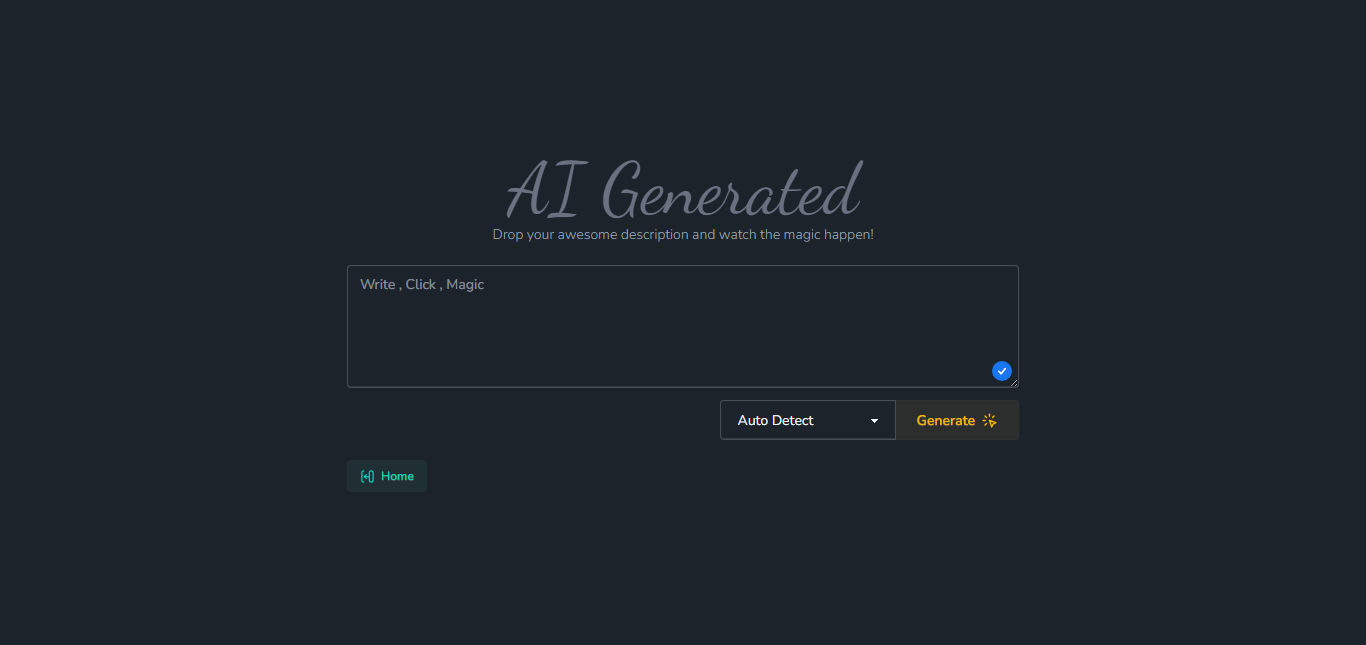 AI Generated
Drop your awesome description and watch the magic happen!
Write , Click , Magic
Auto Detect
Generate
Home